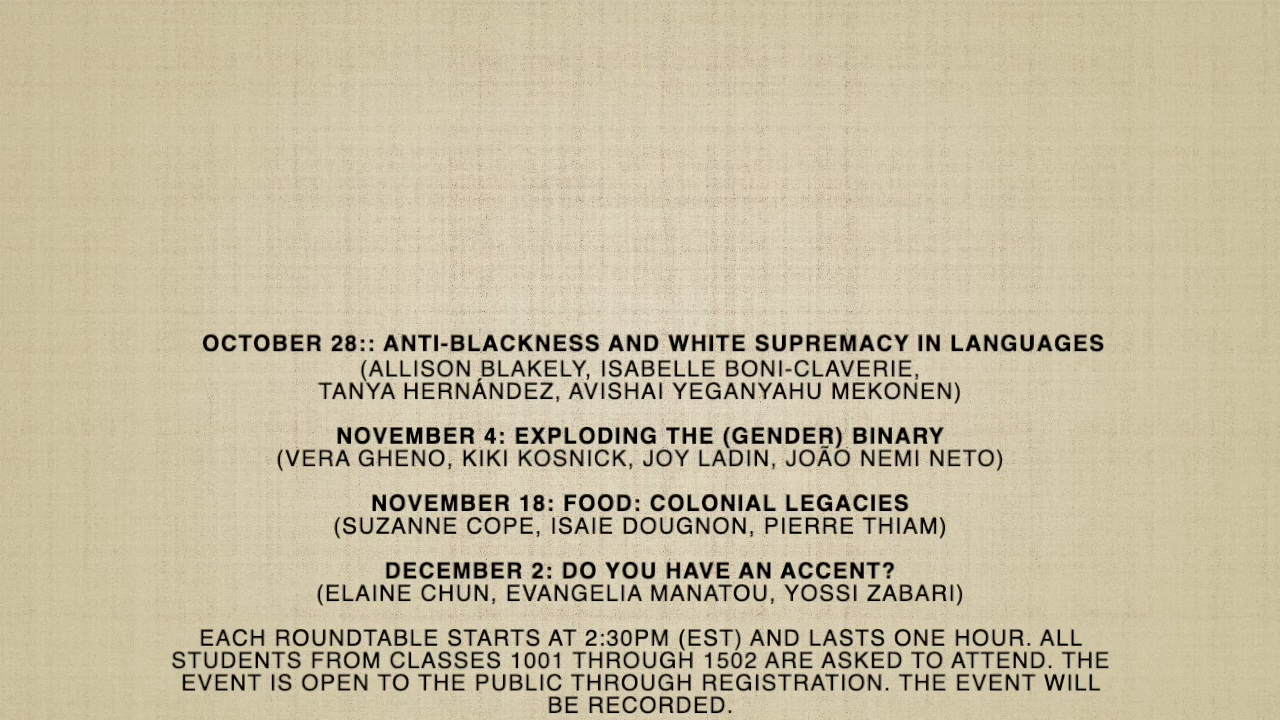 OCTOBER 28:: ANTI-BLACKNESS AND WHITE SUPREMACY IN LANGUAGES
(ALLISON BLAKELY, ISABELLE BONI-CLAVERIE,
TANYA HERNÁNDEZ, AVISHAI YEGANYAHU MEKONEN)
NOVEMBER 4: EXPLODING THE (GENDER) BINARY
(VERA GHENO, KIKI KOSNICK, JOY LADIN, JOÃO NEMI NETO)
NOVEMBER 18: FOOD: COLONIAL LEGACIES
(SUZANNE COPE, ISAIE DOUGNON, PIERRE THIAM)
DECEMBER 2: DO YOU HAVE AN ACCENT?
(ELAINE CHUN, EVANGELIA MANATOU, YOSSI ZABARI)
EACH ROUNDTABLE STARTS AT 2:30PM (EST) AND LASTS ONE HOUR. ALL
STUDENTS FROM CLASSES 1001 THROUGH 1502 ARE ASKED TO ATTEND. THE
EVENT IS OPEN TO THE PUBLIC THROUGH REGISTRATION. THE EVENT WILL
BE RECORDED.